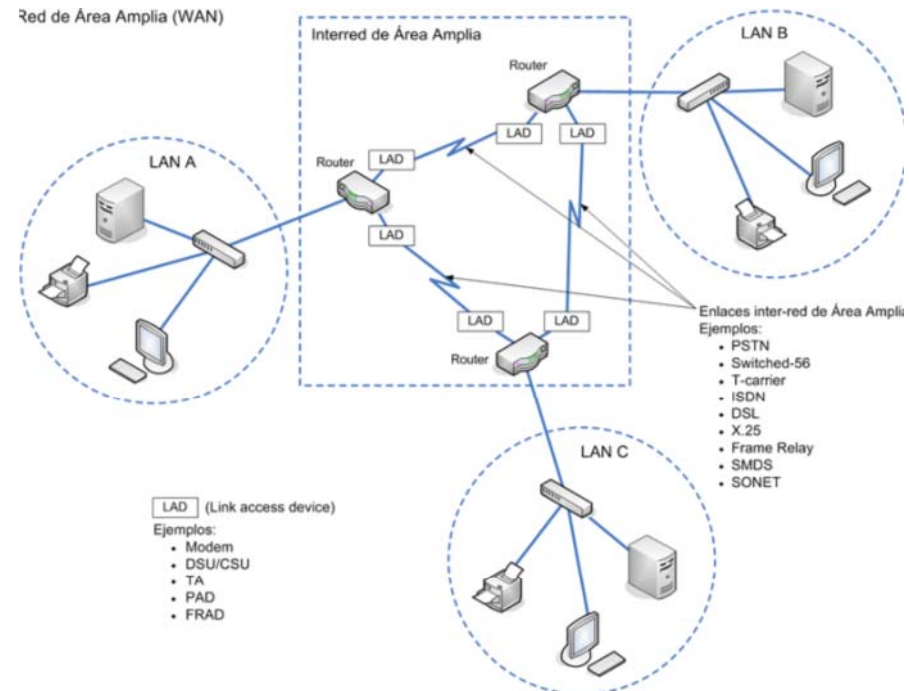 Red de Área Amplia (WAN)
Interred de Área Amplia
LAN B
Router
LAD
LAD
LAD
Router
LAN A
LAD
LAD
LAD
Router
Enlaces inter-red de Área Amplia
Ejemplos:
• PSTN
• Switched-56
• T-carrier
• ISDN
• DSL
• X.25
• Frame Relay
• SMDS
• SONET
LAN C
LAD (Link access device)
Ejemplos:
• Modem
• DSU/CSU
• TA
• PAD
• FRAD